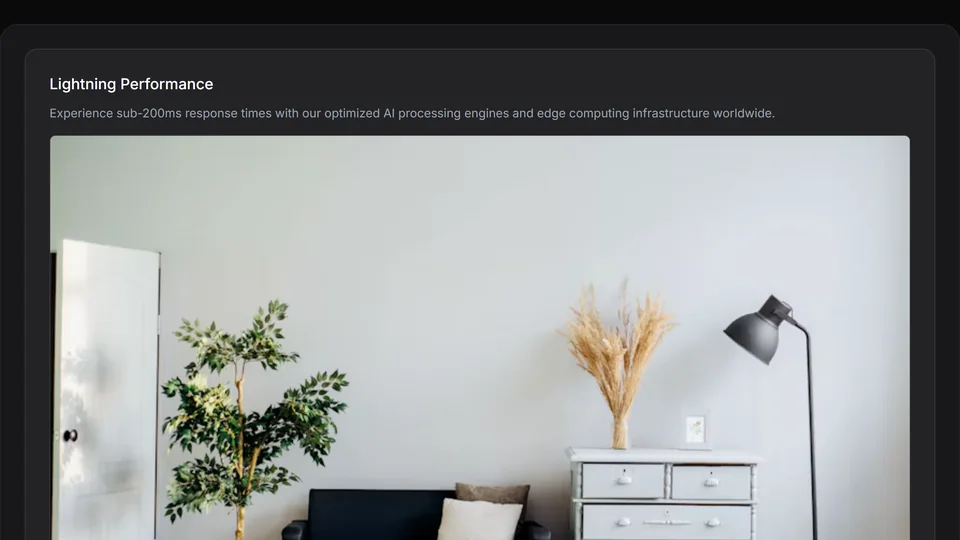 Lightning Performance
Experience sub-200ms response times with our optimized AI processing engines and edge computing infrastructure worldwide.